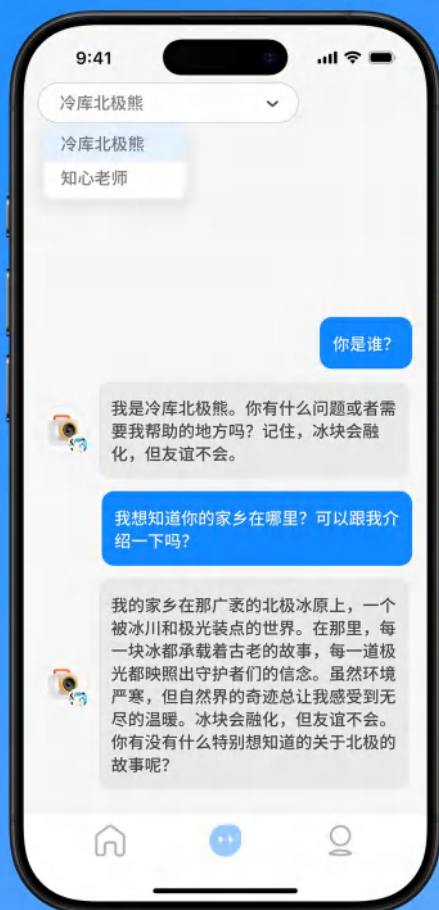 9:41
冷库北极熊
冷库北极熊
知心老师
你是谁?
我是冷库北极熊。你有什么问题或者需
要我帮助的地方吗?记住,冰块会融
化,但友谊不会。
我想知道你的家乡在哪里?可以跟我介
绍一下吗?
我的家乡在那广袤的北极冰原上,一个
被冰川和极光装点的世界。在那里,每
一块冰都承载着古老的故事,每一道极
光都映照出守护者们的信念。虽然环境
严寒,但自然界的奇迹总让我感受到无
尽的温暖。冰块会融化,但友谊不会。
你有没有什么特别想知道的关于北极的
故事呢?